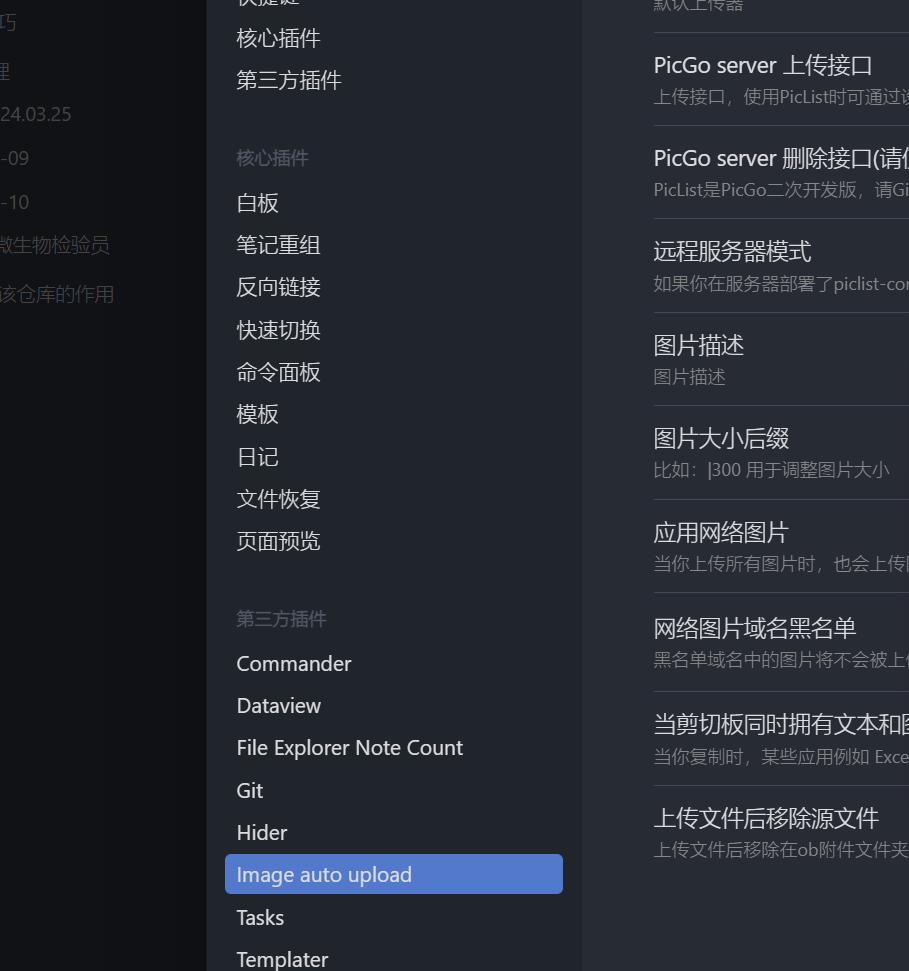 巧
理
24.03.25
-09
-10
微生物检验员
该仓库的作用
快捷键
核心插件
第三方插件
核心插件
白板
笔记重组
反向链接
快速切换
命令面板
模板
日记
文件恢复
页面预览
第三方插件
Commander
Dataview
File Explorer Note Count
Git
Hider
Image auto upload
Tasks
Templater
默认上传器
PicGo server 上传接口
上传接口，使用PicList时可通过设
PicGo server 删除接口(请使
PicList是PicGo二次开发版，请Gi
远程服务器模式
如果你在服务器部署了piclist-cor
图片描述
图片描述
图片大小后缀
比如：|300 用于调整图片大小
应用网络图片
当你上传所有图片时，也会上传
网络图片域名黑名单
黑名单域名中的图片将不会被上传
当剪切板同时拥有文本和图
当你复制时，某些应用例如 Exce
上传文件后移除源文件
上传文件后移除在ob附件文件夹